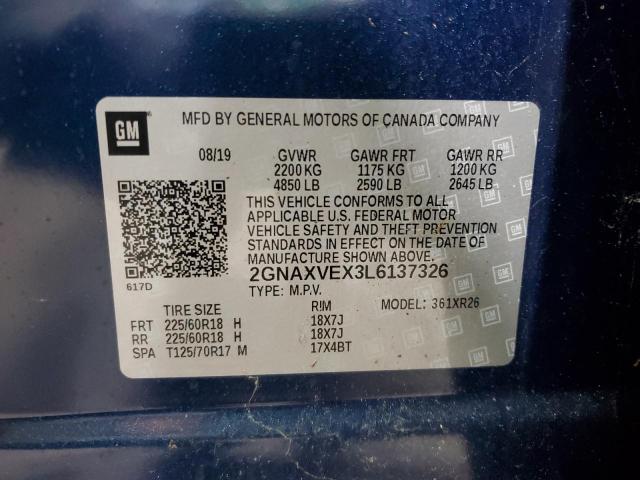 GM
MFD BY GENERAL MOTORS OF CANADA COMPANY
08/19 GVWR GAWR FRT GAWR RR
2200 KG 1175 KG 1200 KG
4850 LB 2590 LB 2645 LB
THIS VEHICLE CONFORMS TO ALL
APPLICABLE U.S. FEDERAL MOTOR
VEHICLE SAFETY AND THEFT PREVENTION
STANDARDS IN EFFECT ON THE DATE OF
MANUFACTURE SHOWN ABOVE.
617D
2GNAXVEX3L6137326
TYPE: M.P.V. MODEL: 361XR26
TIRE SIZE RIM
FRT 225/60R18 H 18X7J
RR 225/60R18 H 18X7J
SPA T125/70R17 M 17X4BT